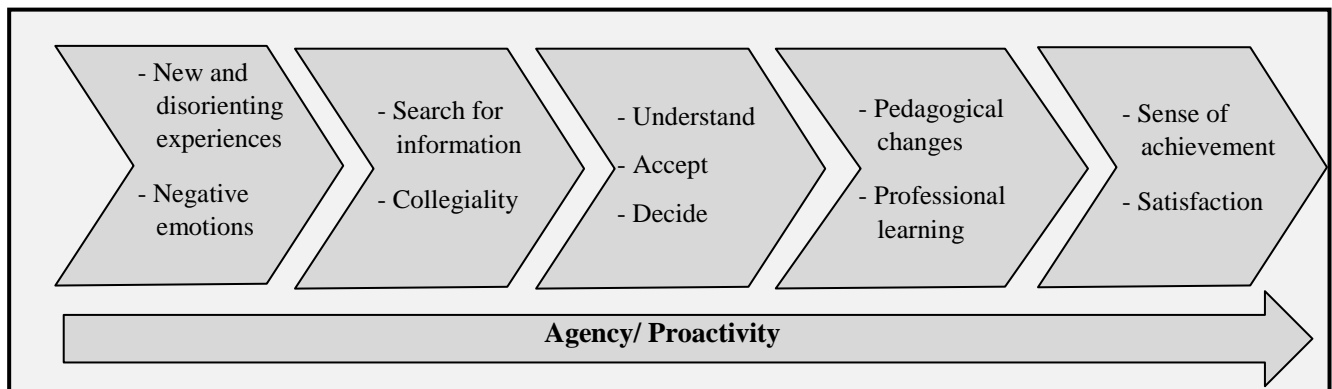 - New and
disorienting
experiences
- Negative
emotions
- Search for
information
- Collegiality
- Understand
- Accept
- Decide
- Pedagogical
changes
- Professional
learning
- Sense of
achievement
- Satisfaction
Agency/ Proactivity